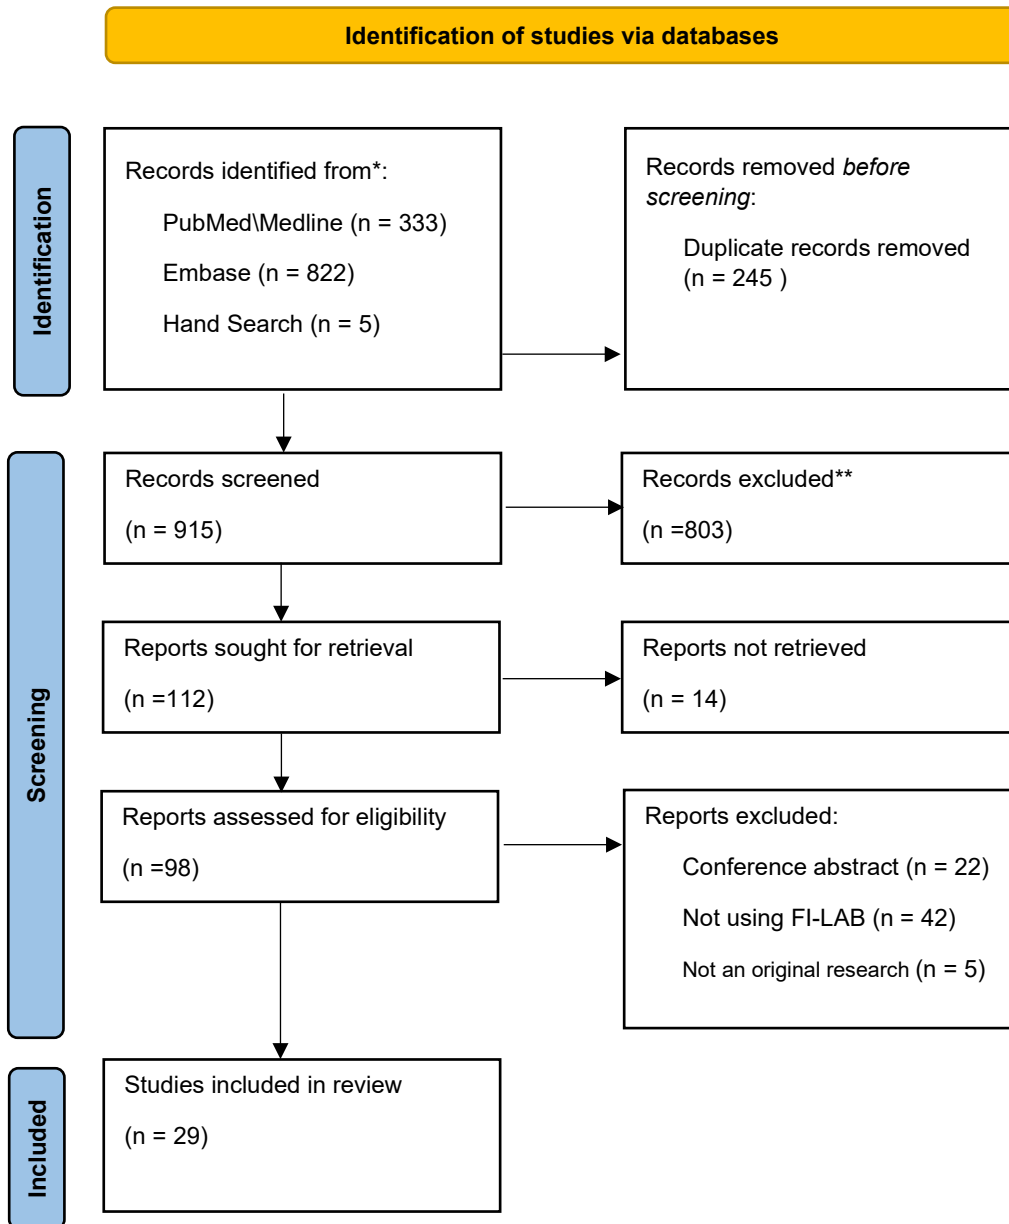 Identification of studies via databases
Identification
Records identified from*:
PubMed\Medline (n = 333)
Embase (n = 822)
Hand Search (n = 5)
Records removed before
screening:
Duplicate records removed
(n = 245 )
Screening
Records screened
(n = 915)
Records excluded**
(n =803)
Reports sought for retrieval
(n =112)
Reports not retrieved
(n = 14)
Reports assessed for eligibility
(n =98)
Reports excluded:
Conference abstract (n = 22)
Not using FI-LAB (n = 42)
Not an original research (n = 5)
Included
Studies included in review
(n = 29)